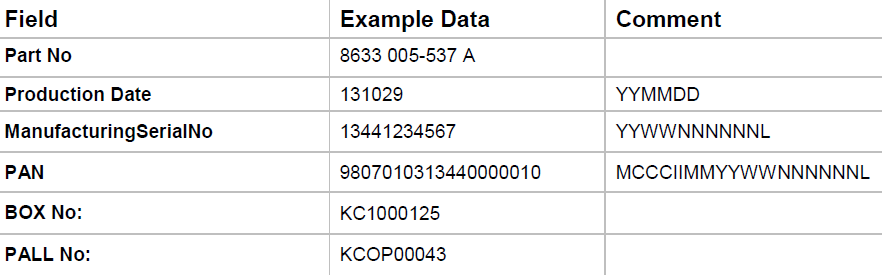 Field Example Data Comment
Part No 8633 005-537 A
Production Date 131029 YYMMDD
ManufacturingSerialNo 13441234567 YYWWNNNNNNL
PAN 9807010313440000010 MCCCIIMMYYWWNNNNNNL
BOX No: KC1000125
PALL No: KCOP00043